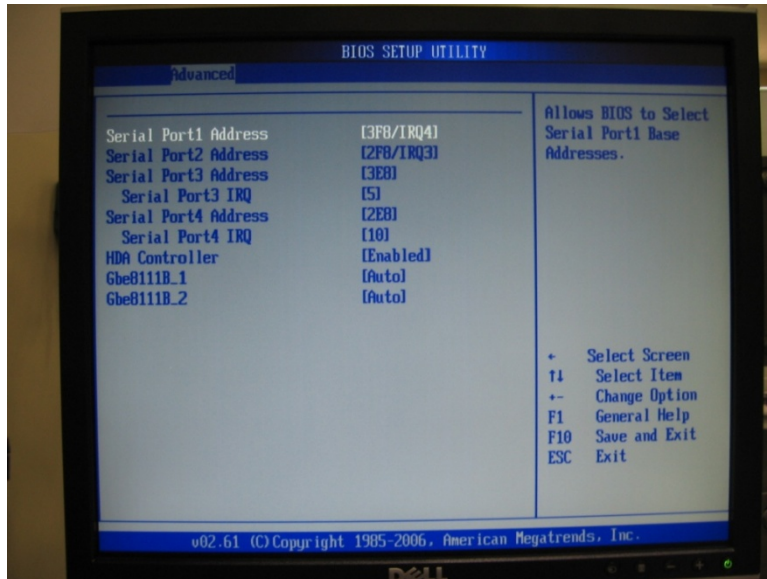 BIOS SETUP UTILITY
Advanced
Serial Port1 Address [3F8/IRQ4]
Serial Port2 Address [2F8/IRQ3]
Serial Port3 Address [3E8]
Serial Port3 IRQ [5]
Serial Port4 Address [2E8]
Serial Port4 IRQ [10]
HDA Controller [Enabled]
Gbe8111B_1 [Auto]
Gbe8111B_2 [Auto]
Allows BIOS to Select
Serial Port1 Base
Addresses.
← Select Screen
↑↓ Select Item
+- Change Option
F1 General Help
F10 Save and Exit
ESC Exit
v02.61 (C)Copyright 1985-2006, American Megatrends, Inc.
DELL